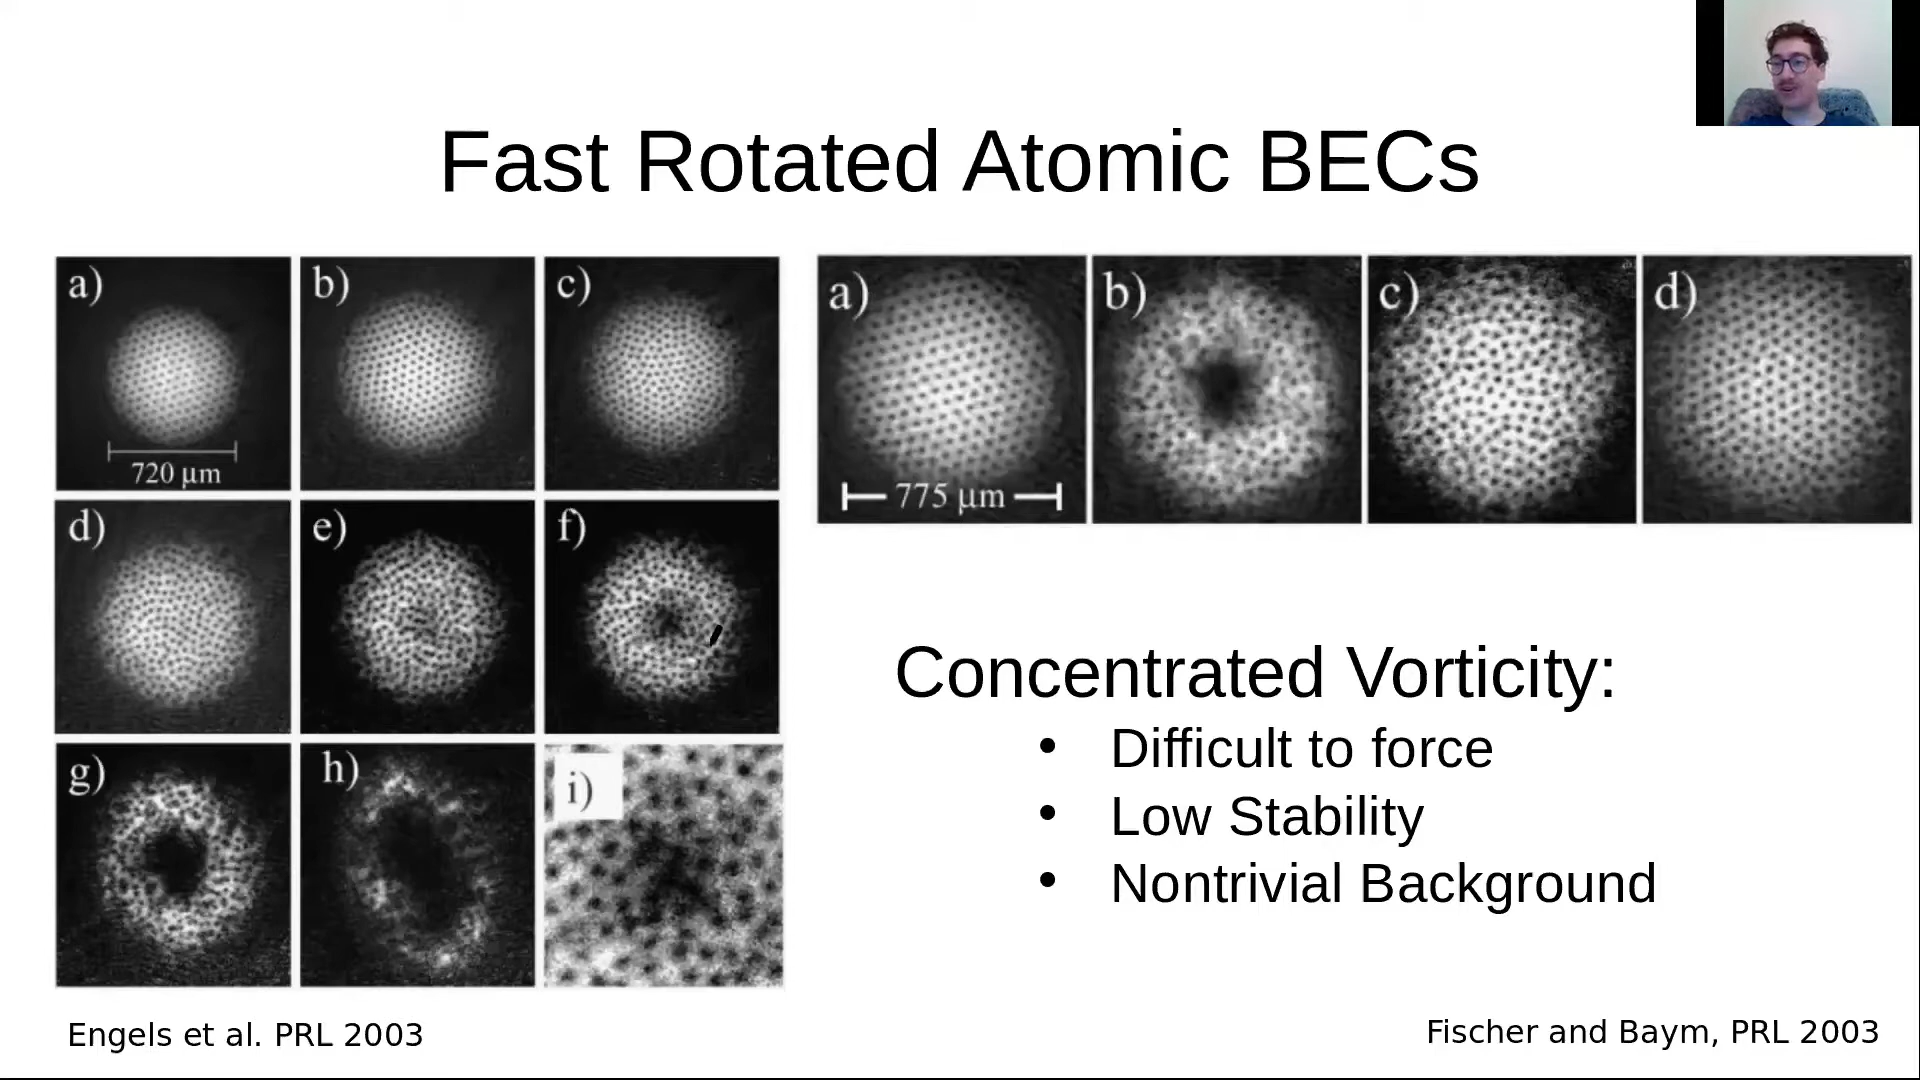 Fast Rotated Atomic BECs
a) b) c)
720 µm
d) e) f)
g) h) i)
a) b) c) d)
775 µm
Concentrated Vorticity:
• Difficult to force
• Low Stability
• Nontrivial Background
Engels et al. PRL 2003
Fischer and Baym, PRL 2003